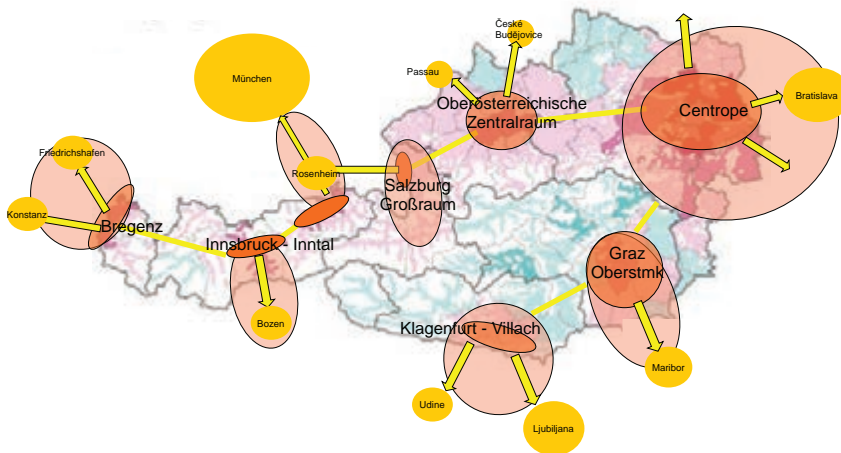 České
Budějovice
Passau
München
Oberösterreichische
Zentralraum
Centrope
Bratislava
Friedrichshafen
Rosenheim
Salzburg
Großraum
Konstanz
Bregenz
Innsbruck - Inntal
Graz
Oberstmk
Bozen
Klagenfurt - Villach
Maribor
Udine
Ljubiljana